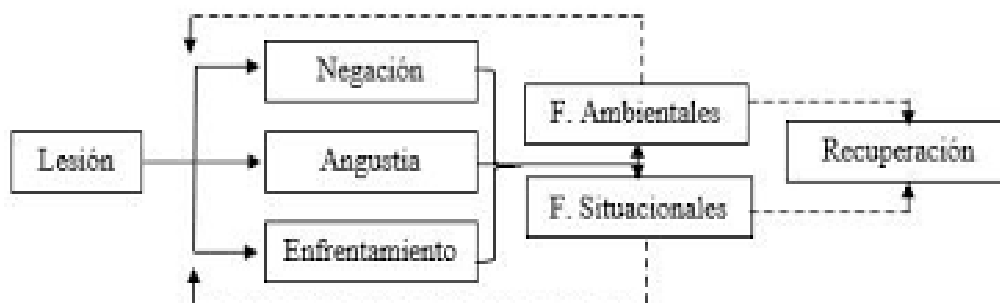 Negación
F. Ambientales
Lesión
Angustia
Recuperación
F. Situacionales
Enfrentamiento